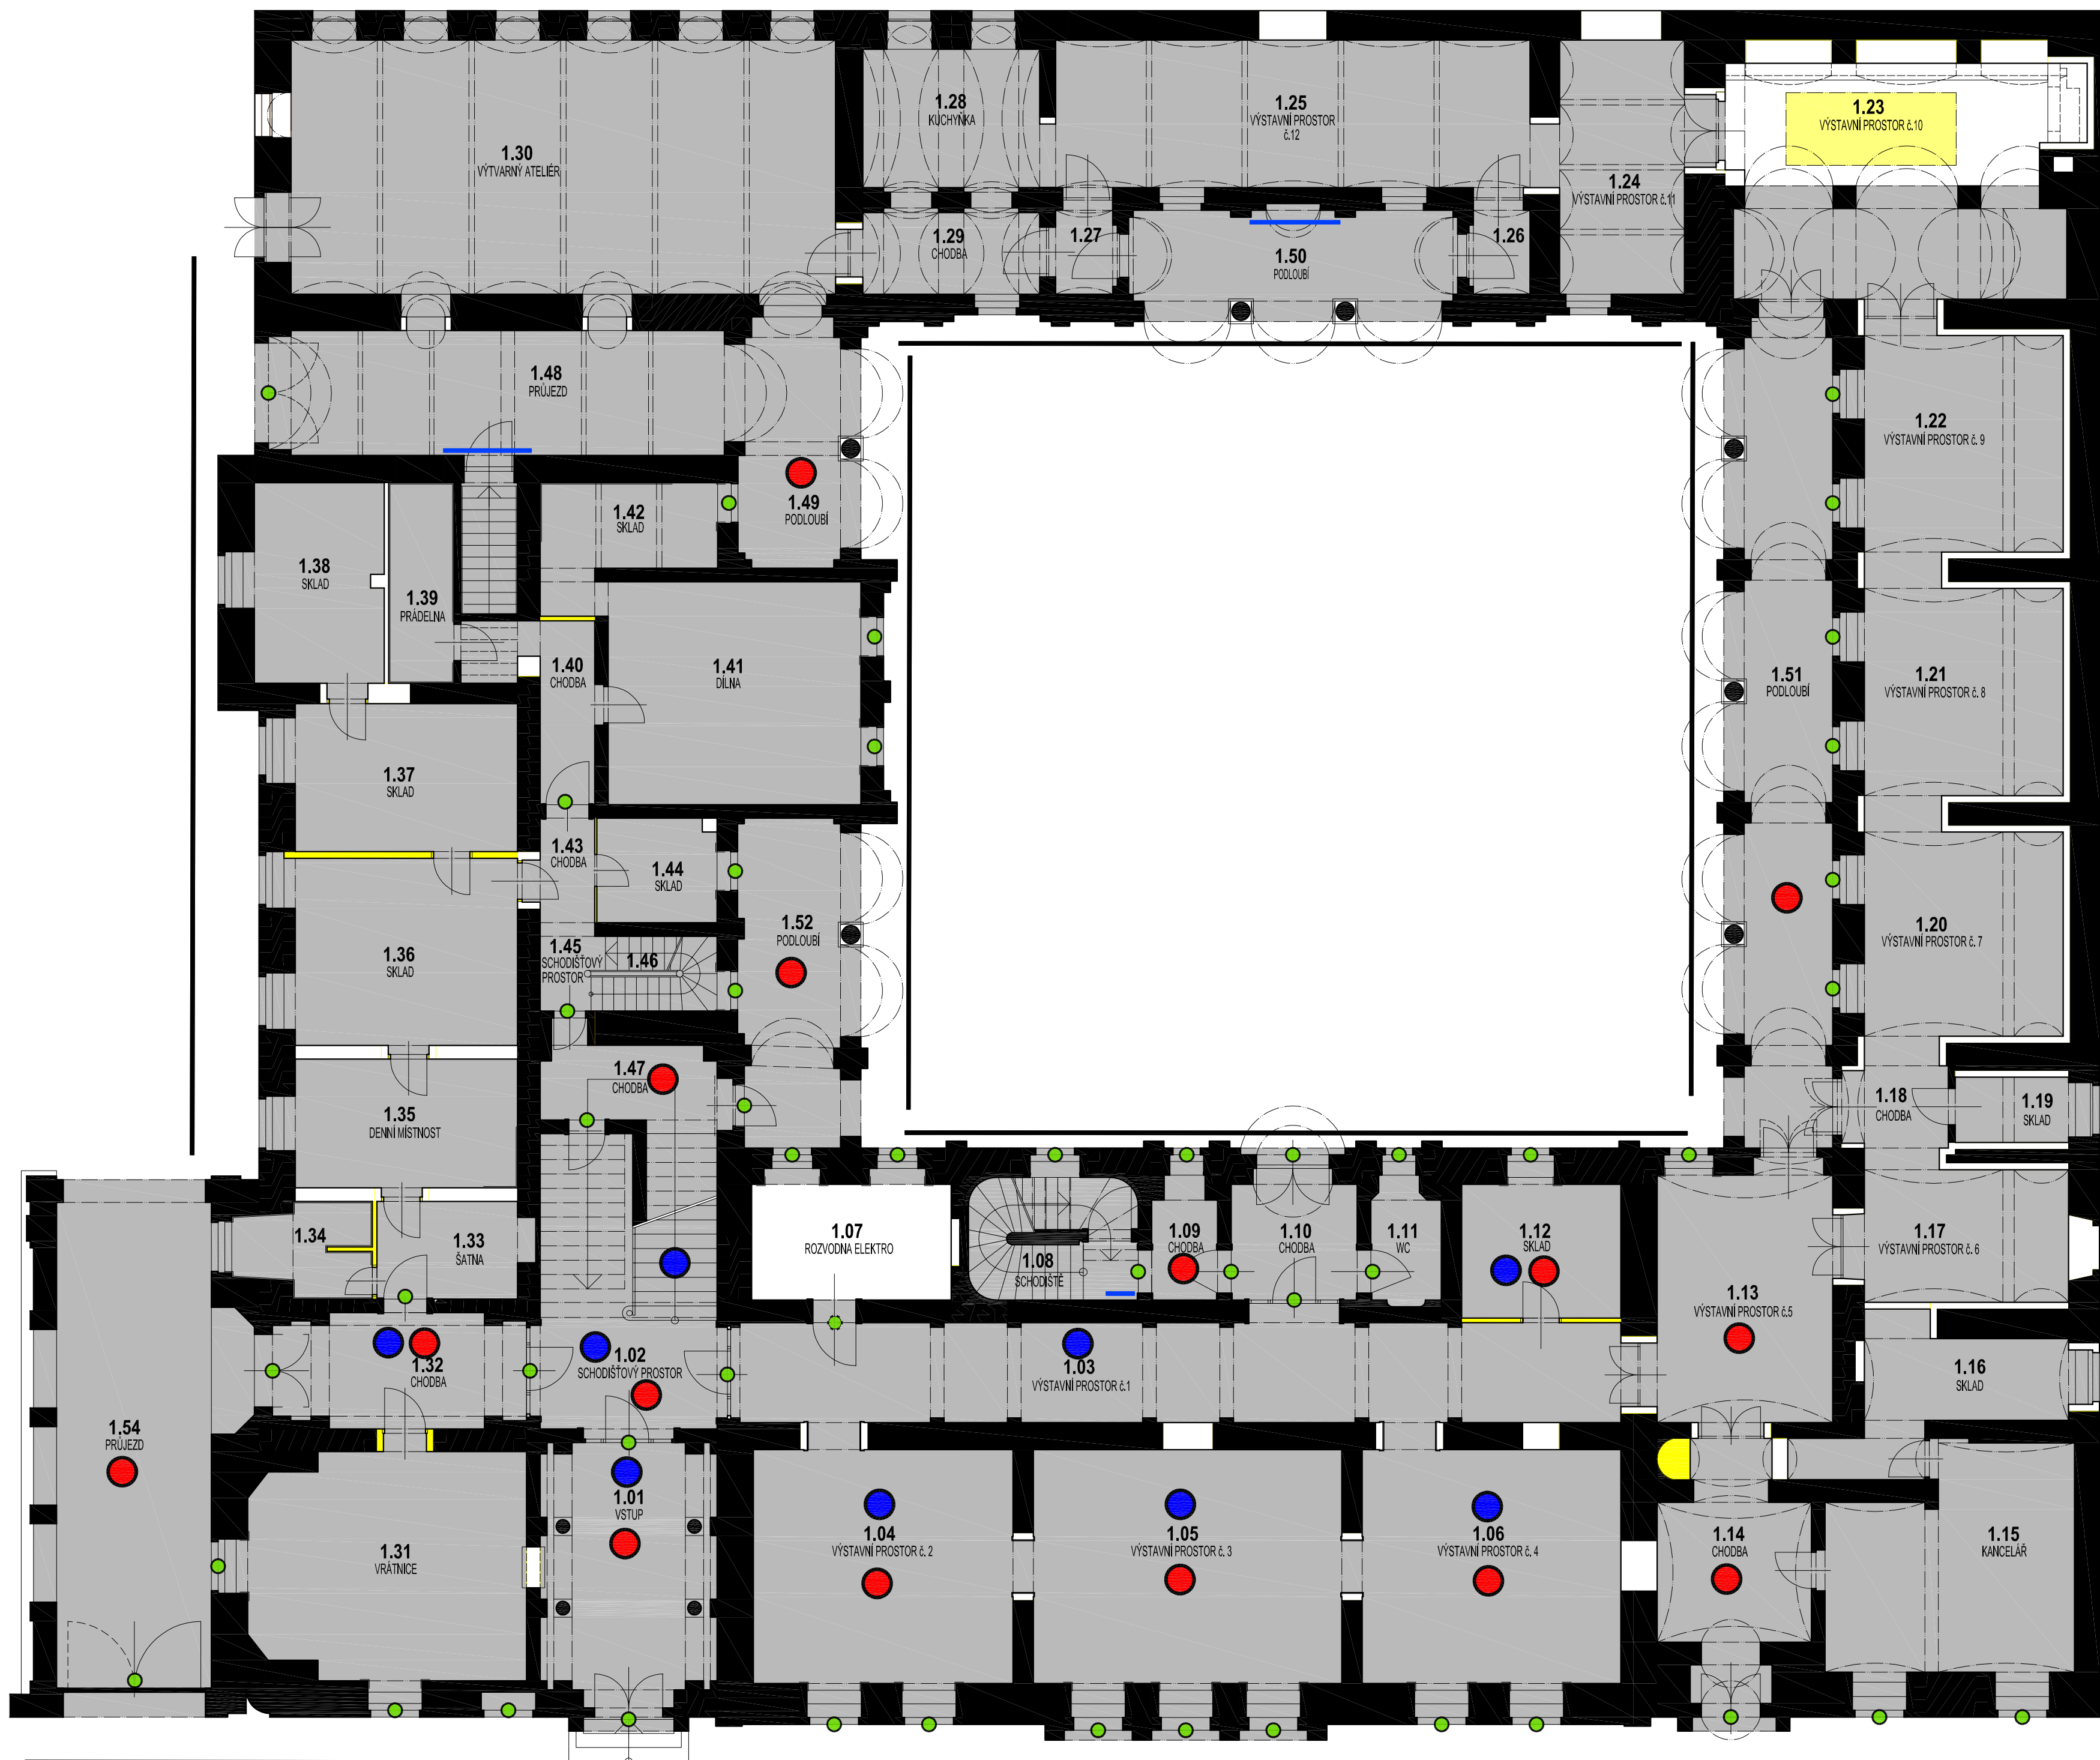 1.28
KUCHYŇKA
1.25
VÝSTAVNÍ PROSTOR
č.12
1.23
VÝSTAVNÍ PROSTOR č.10
1.30
VÝTVARNÝ ATELIÉR
1.24
VÝSTAVNÍ PROSTOR č.11
1.29
CHODBA
1.27
1.50
PODLOUBÍ
1.26
1.48
PRŮJEZD
1.22
VÝSTAVNÍ PROSTOR č. 9
1.49
PODLOUBÍ
1.42
SKLAD
1.38
SKLAD
1.39
PRÁDELNA
1.40
CHODBA
1.41
DÍLNA
1.51
PODLOUBÍ
1.21
VÝSTAVNÍ PROSTOR č. 8
1.37
SKLAD
1.43
CHODBA
1.44
SKLAD
1.52
PODLOUBÍ
1.20
VÝSTAVNÍ PROSTOR č. 7
1.36
SKLAD
1.45
SCHODIŠŤOVÝ
PROSTOR
1.46
1.47
CHODBA
1.35
DENNÍ MÍSTNOST
1.18
CHODBA
1.19
SKLAD
1.34
1.33
ŠATNA
1.07
ROZVODNA ELEKTRO
1.08
SCHODIŠTĚ
1.09
CHODBA
1.10
CHODBA
1.11
WC
1.12
SKLAD
1.13
VÝSTAVNÍ PROSTOR č.5
1.17
VÝSTAVNÍ PROSTOR č. 6
1.32
CHODBA
1.02
SCHODIŠŤOVÝ PROSTOR
1.03
VÝSTAVNÍ PROSTOR č.1
1.16
SKLAD
1.54
PRŮJEZD
1.31
VRÁTNICE
1.01
VSTUP
1.04
VÝSTAVNÍ PROSTOR č. 2
1.05
VÝSTAVNÍ PROSTOR č. 3
1.06
VÝSTAVNÍ PROSTOR č. 4
1.14
CHODBA
1.15
KANCELÁŘ